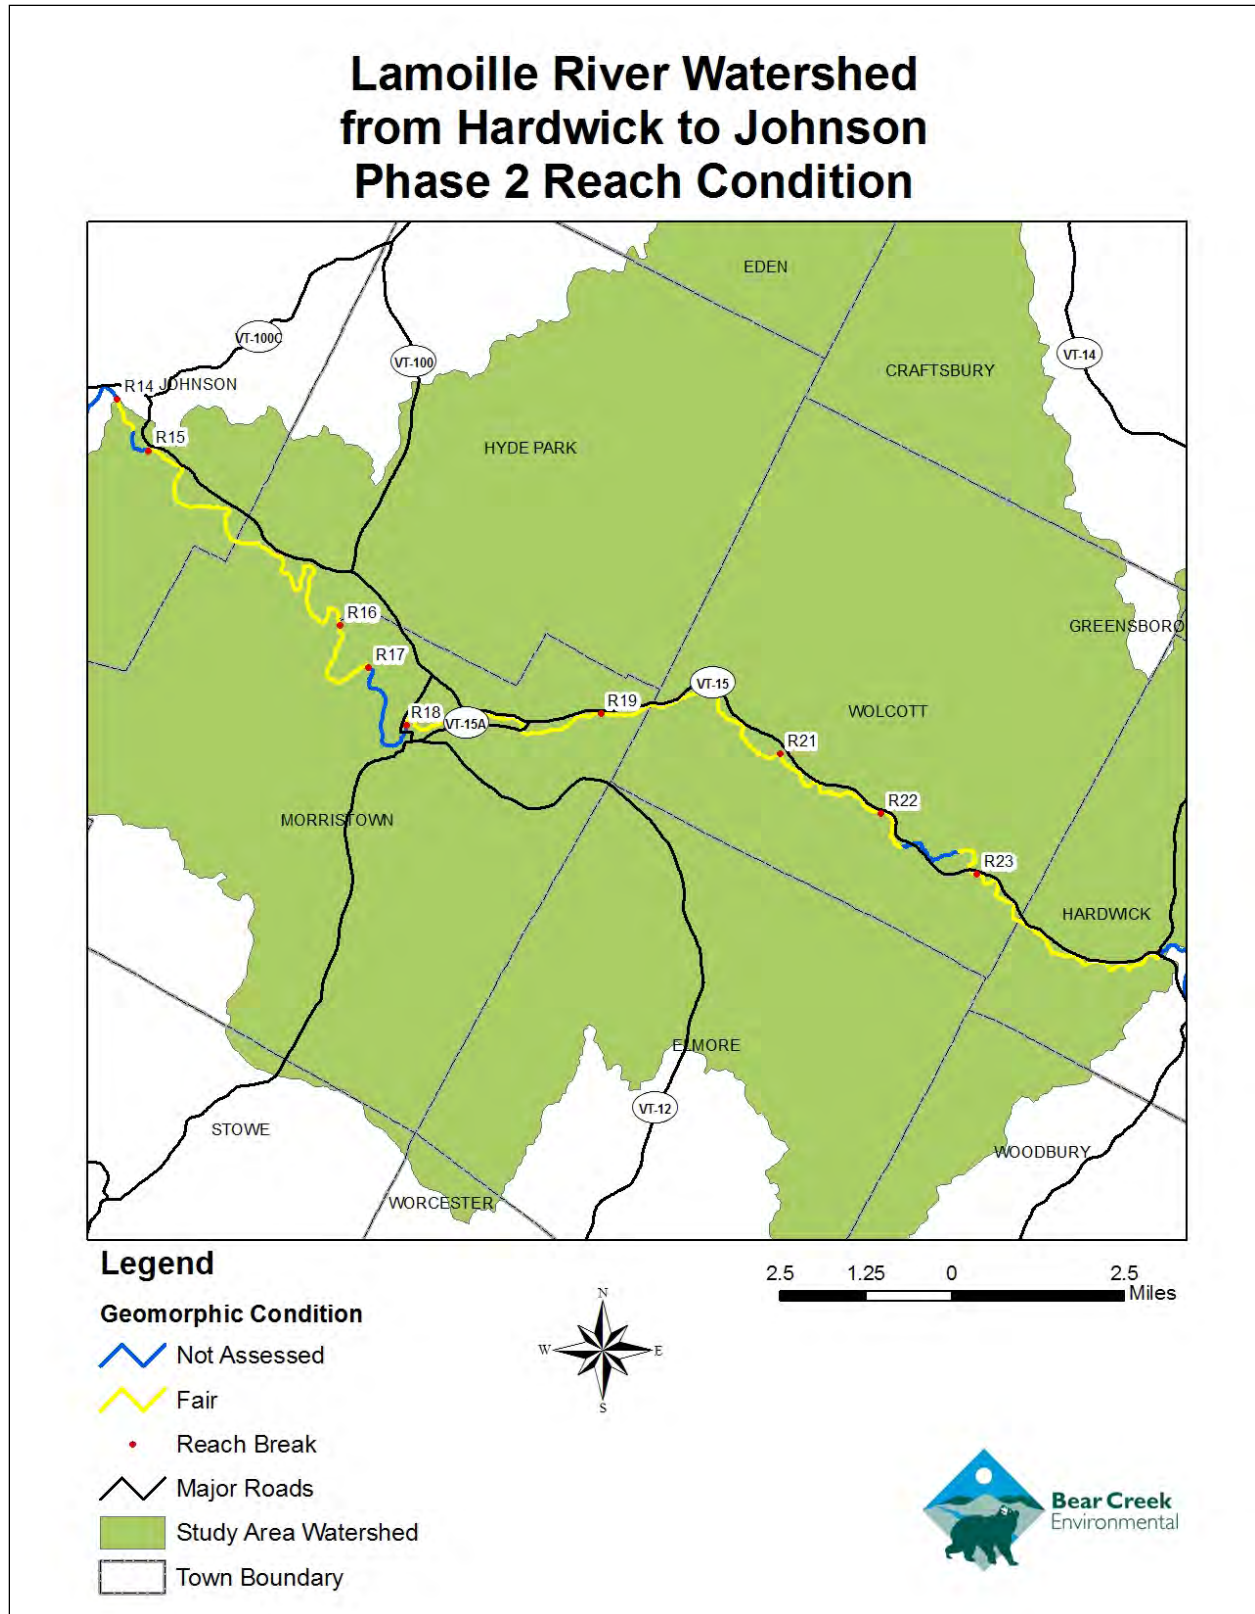 Lamoille River Watershed
from Hardwick to Johnson
Phase 2 Reach Condition
EDEN
VT-100C
VT-14
VT-100
CRAFTSBURY
R14 JOHNSON
R15
HYDE PARK
R16
GREENSBORO
R17
VT-15
R19
R18
VT-15A
WOLCOTT
R21
R22
MORRISTOWN
R23
HARDWICK
ELMORE
VT-12
STOWE
WOODBURY
WORCESTER
Legend
2.5 1.25 0 2.5
Miles
Geomorphic Condition
Not Assessed
Fair
Reach Break
Major Roads
Study Area Watershed
Town Boundary
N
W E
S
Bear Creek
Environmental